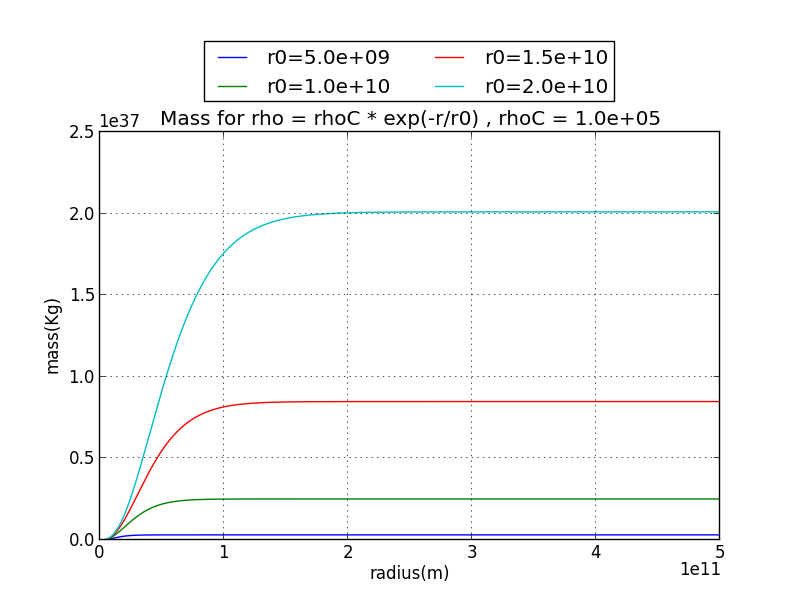 r0=5.0e+09 r0=1.5e+10
r0=1.0e+10 r0=2.0e+10
1e37 Mass for rho = rhoC * exp(-r/r0) , rhoC = 1.0e+05
2.5
2.0
1.5
1.0
0.5
0.0
mass(Kg)
0 1 2 3 4 5
radius(m) 1e11